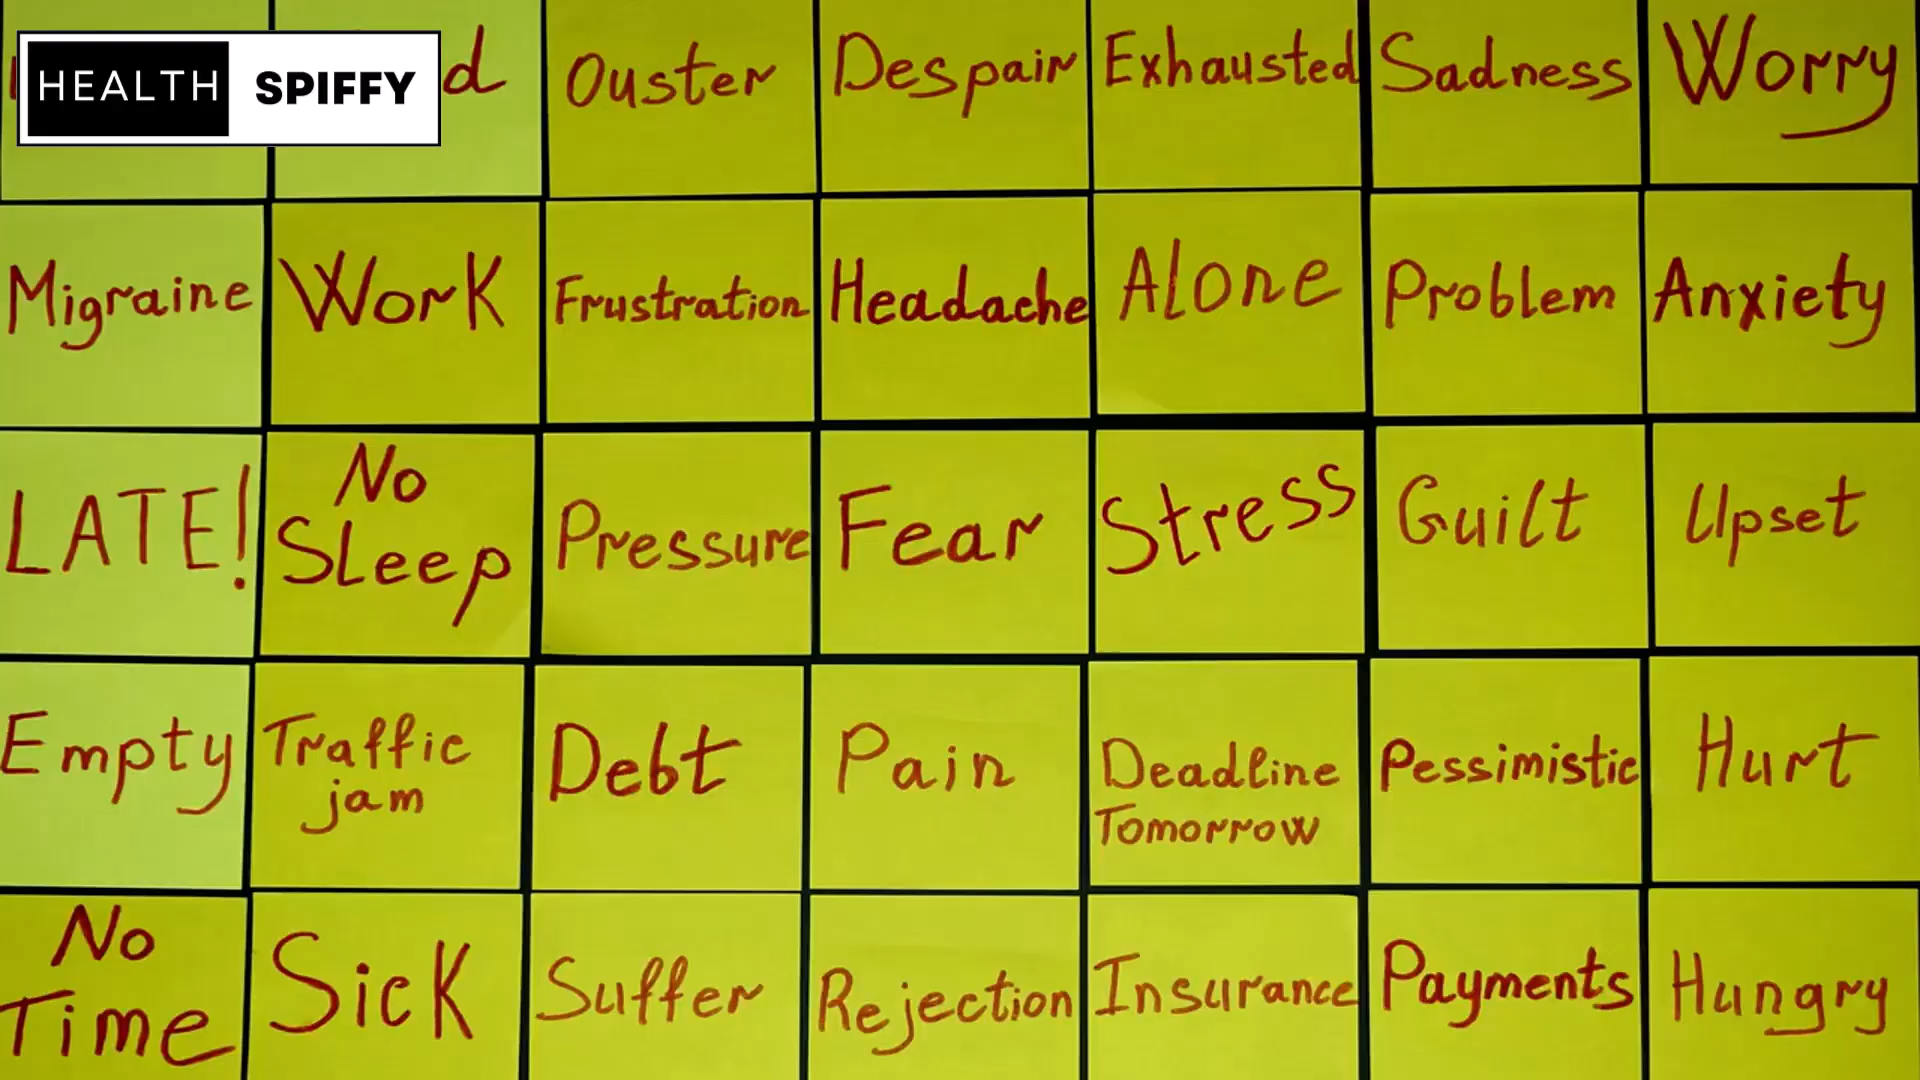 HEALTH SPIFFY
Ouster Despair Exhausted Sadness Worry
Migraine Work Frustration Headache Alone Problem Anxiety
LATE! No Sleep Pressure Fear Stress Guilt Upset
Empty Traffic jam Debt Pain Deadline Tomorrow Pessimistic Hurt
No Time Sick Suffer Rejection Insurance Payments Hungry